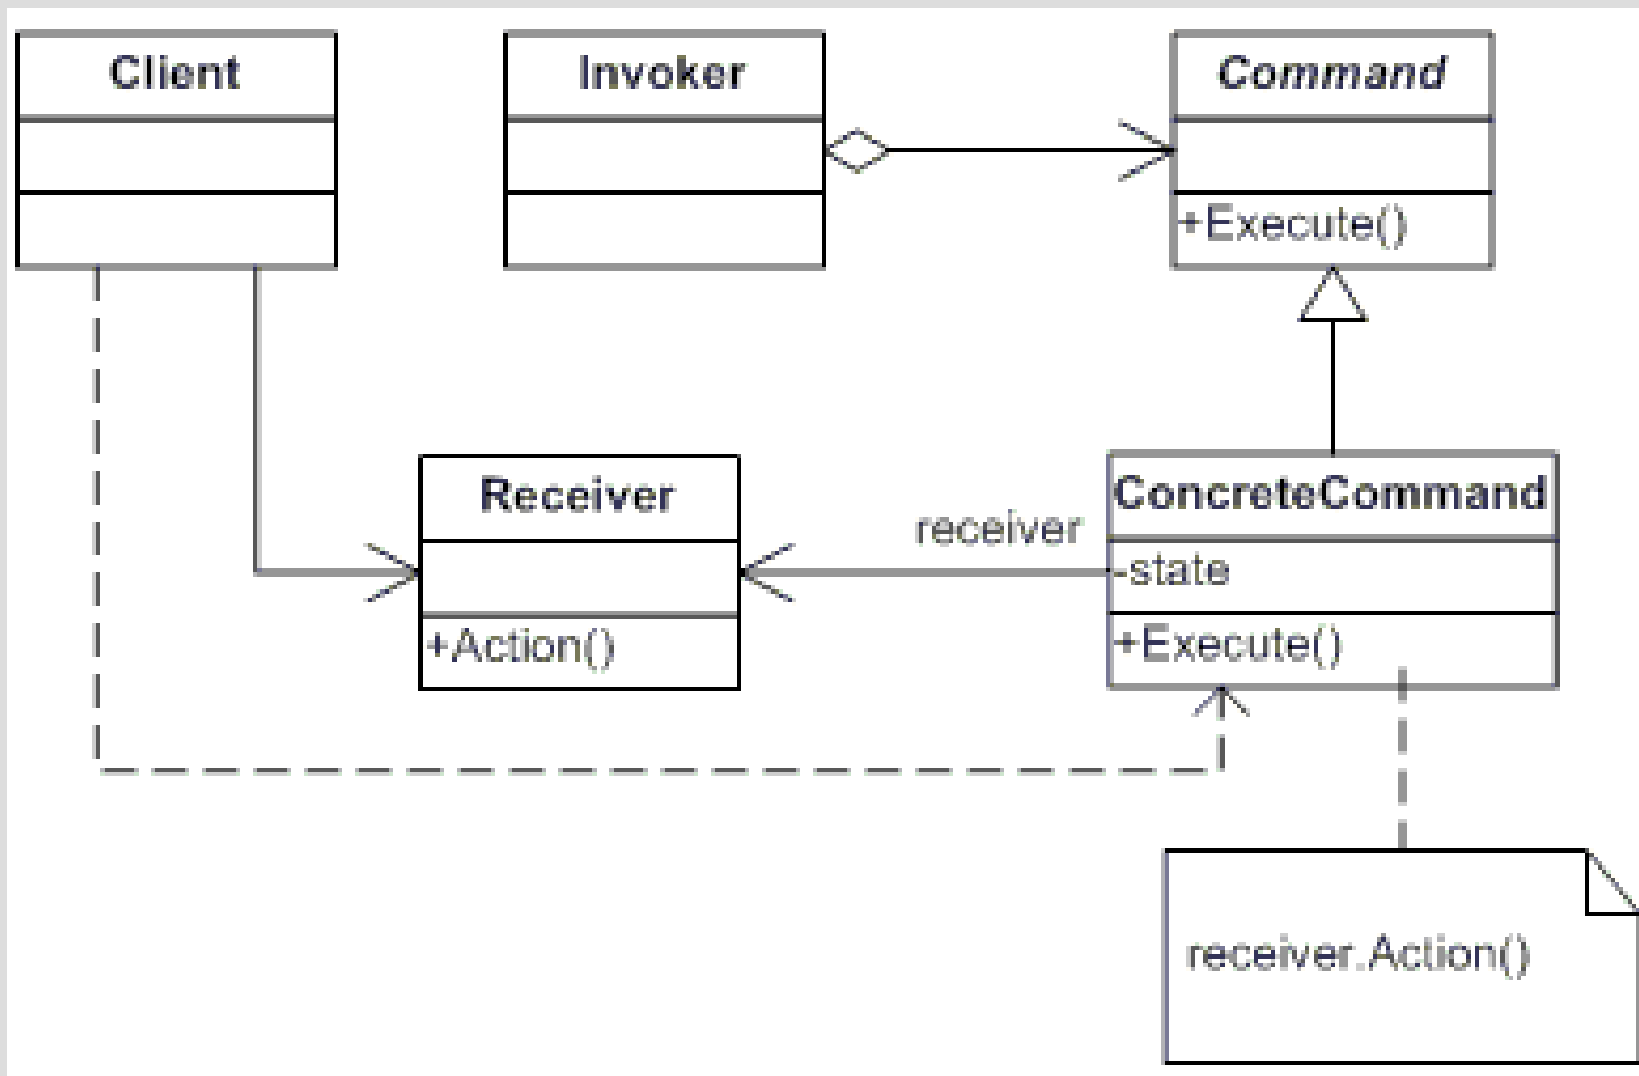 Client
Invoker
Command
+Execute()
Receiver
+Action()
receiver
ConcreteCommand
-state
+Execute()
receiver.Action()